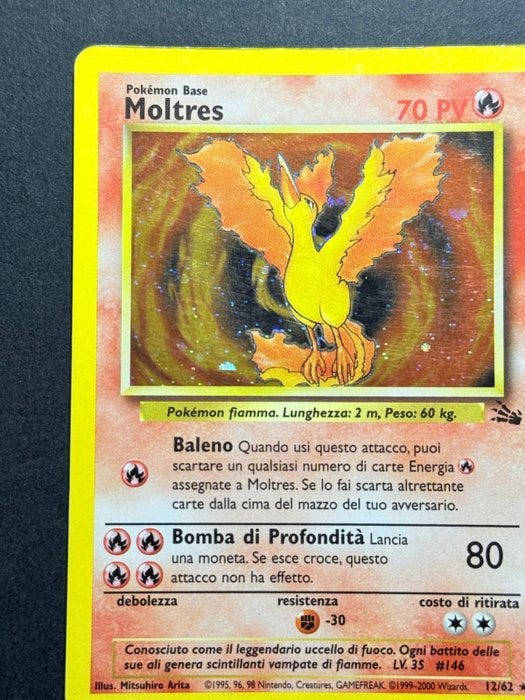 Pokémon Base
Moltres
70 PV
Pokémon fiamma. Lunghezza: 2 m, Peso: 60 kg.
Baleno Quando usi questo attacco, puoi
scartare un qualsiasi numero di carte Energia
assegnate a Moltres. Se lo fai scarta altrettante
carte dalla cima del mazzo del tuo avversario.
Bomba di Profondità Lancia
una moneta. Se esce croce, questo
attacco non ha effetto.
80
debolezza resistenza costo di ritirata
-30
Conosciuto come il leggendario uccello di fuoco. Ogni battito delle
sue ali genera scintillanti vampate di fiamme. LV. 35 #146
Illus. Mitsuhiro Arita ©1995, 96, 98 Nintendo, Creatures, GAMEFREAK. ©1999-2000 Wizards. 12/62